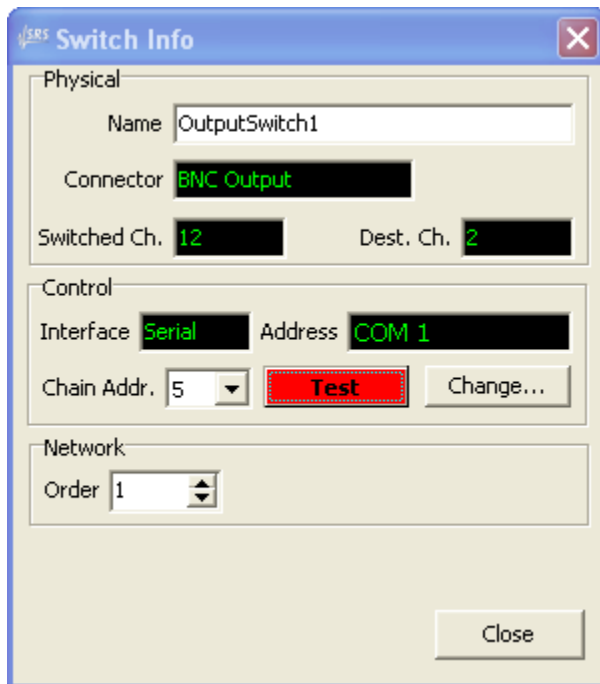 SRS Switch Info
Physical
Name OutputSwitch1
Connector BNC Output
Switched Ch. 12 Dest. Ch. 2
Control
Interface Serial Address COM 1
Chain Addr. 5 Test Change...
Network
Order 1
Close